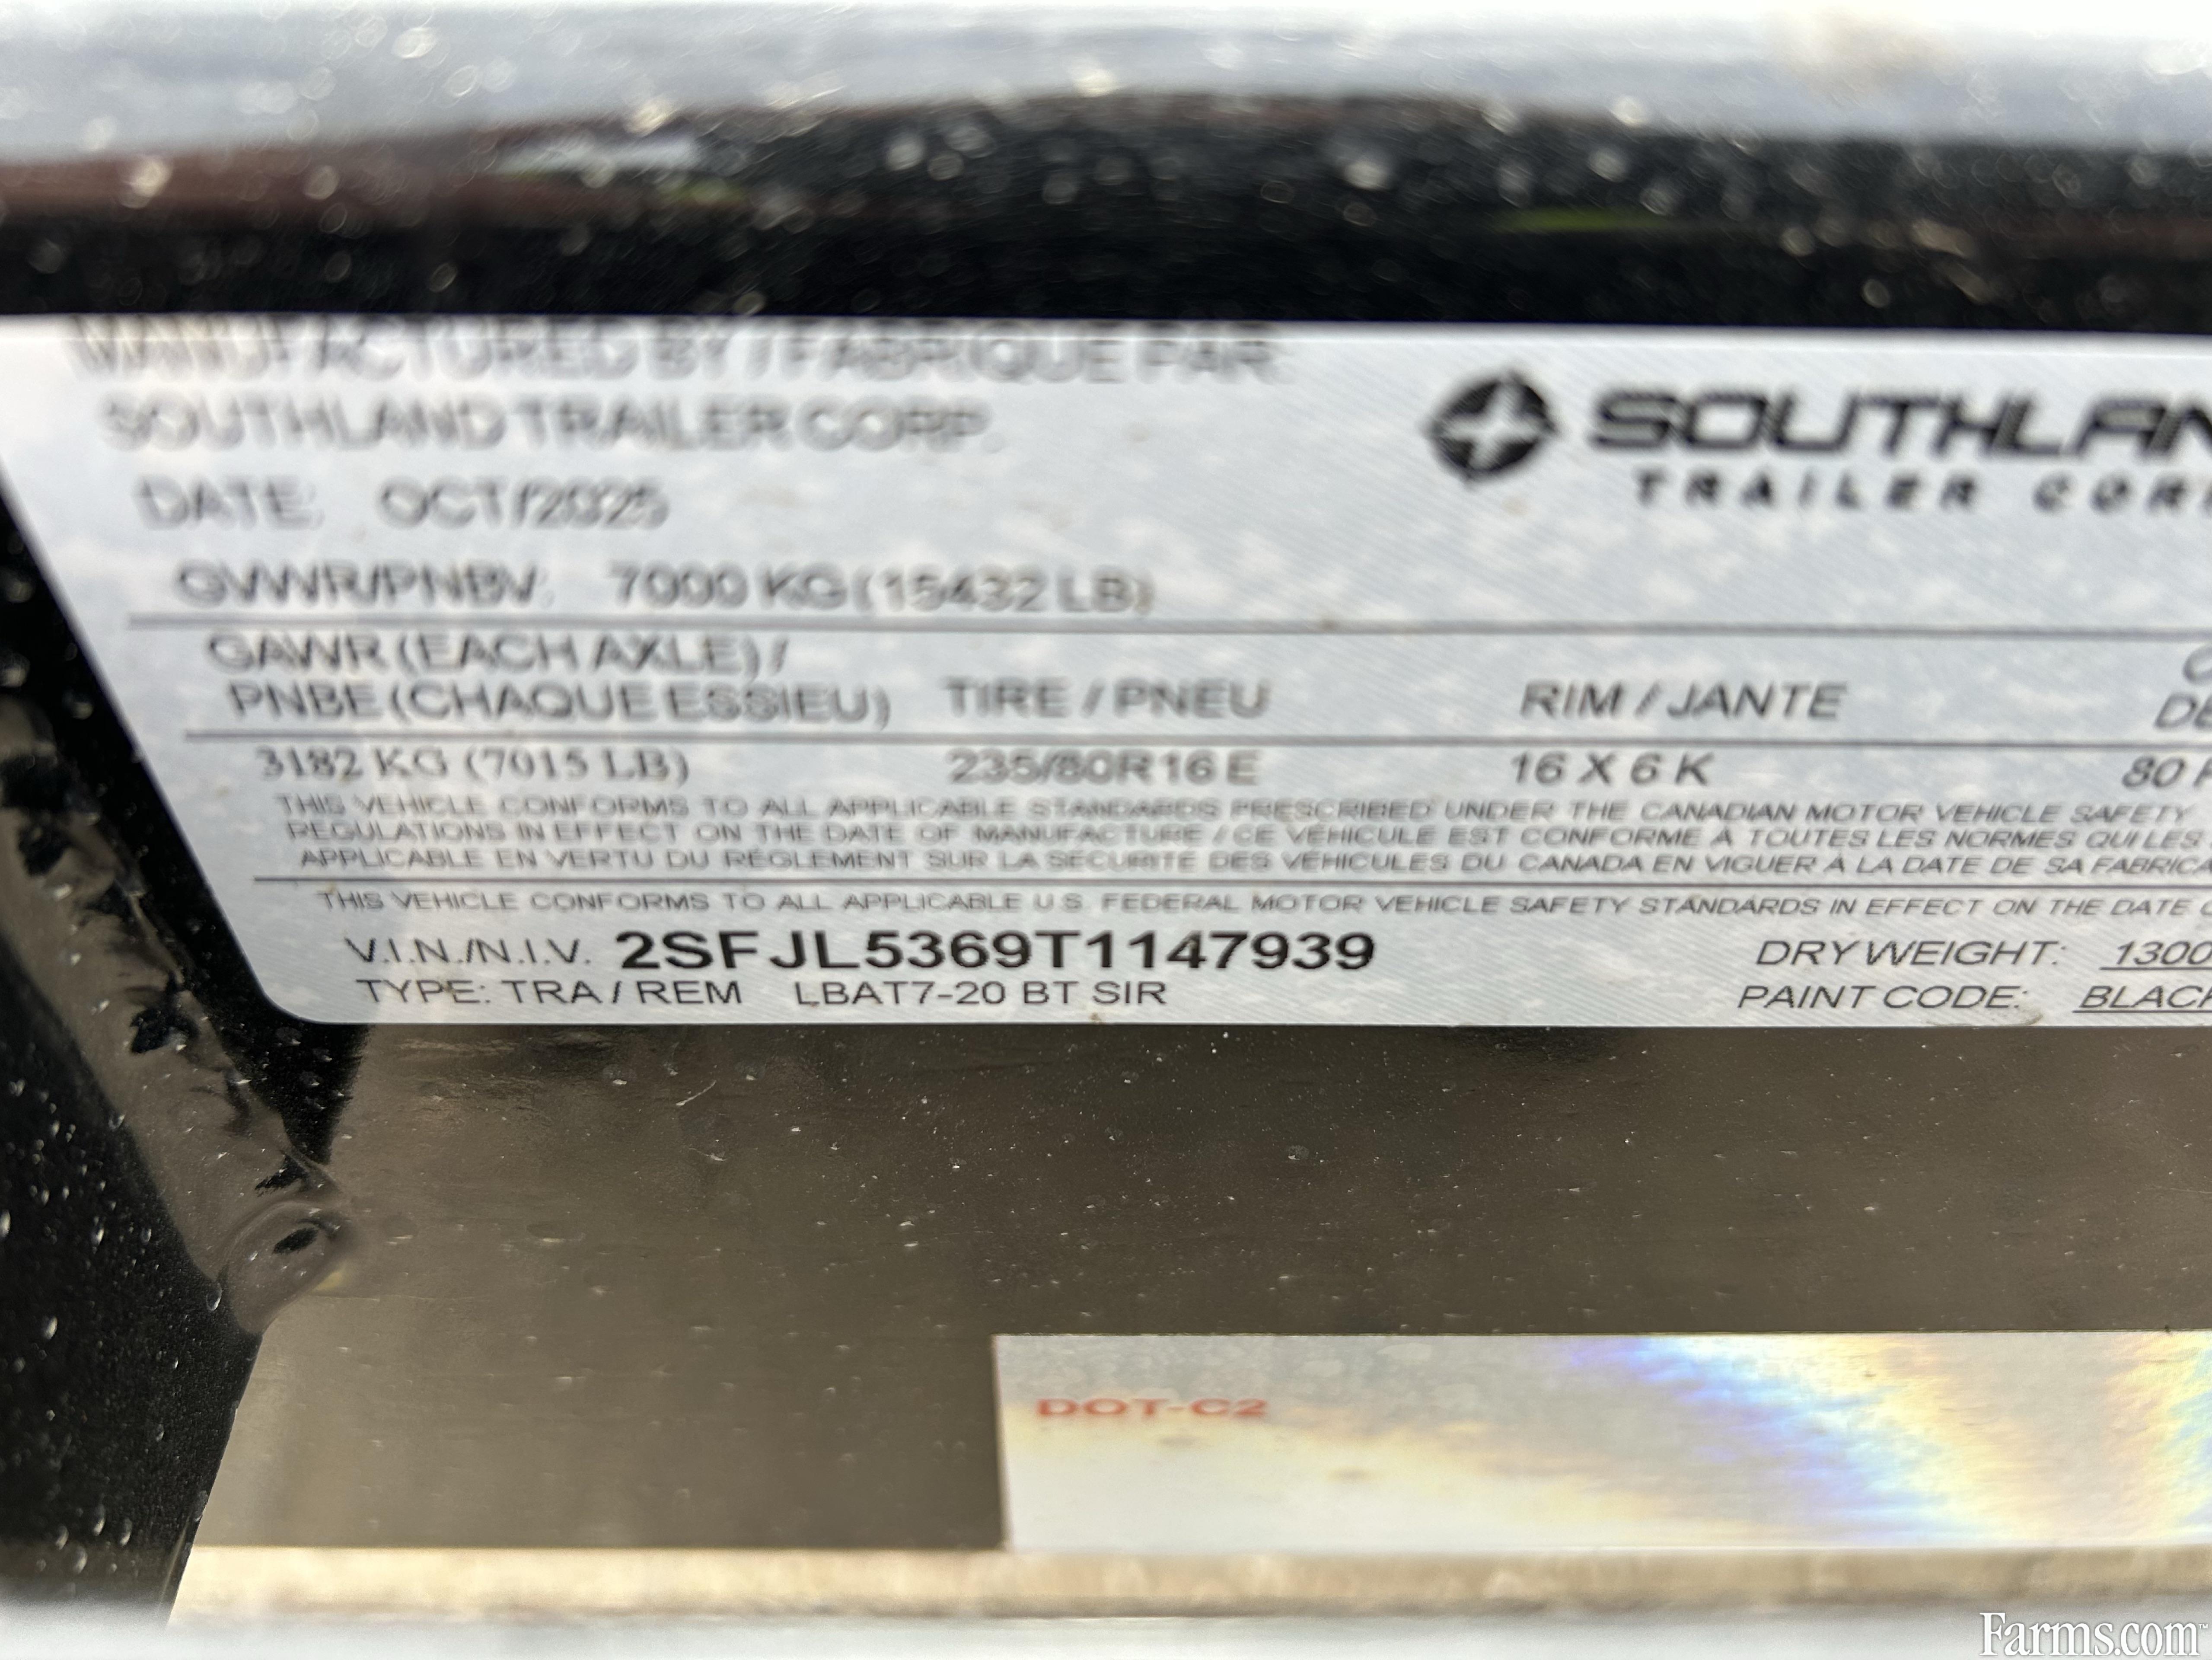 MANUFACTURED BY / FABRIQUE PAR:
SOUTHLAND TRAILER CORP.
SOUTHLAN
TRAILER COR
DATE: OCT/2025
GVWR/PNBV: 7000 KG (15432 LB)
GAWR (EACH AXLE) /
PNBE (CHAQUE ESSIEU) TIRE / PNEU RIM / JANTE
3182 KG (7015 LB) 235/80R16 E 16 X 6 K 80
THIS VEHICLE CONFORMS TO ALL APPLICABLE STANDARDS PRESCRIBED UNDER THE CANADIAN MOTOR VEHICLE SAFETY
REGULATIONS IN EFFECT ON THE DATE OF MANUFACTURE / CE VÉHICULE EST CONFORME À TOUTES LES NORMES QUI LES
APPLICABLE EN VERTU DU RÉGLEMENT SUR LA SÉCURITÉ DES VÉHICULES DU CANADA EN VIGUER À LA DATE DE SA FABRICA
THIS VEHICLE CONFORMS TO ALL APPLICABLE U.S. FEDERAL MOTOR VEHICLE SAFETY STANDARDS IN EFFECT ON THE DATE
V.I.N./N.I.V. 2SFJL5369T1147939 DRY WEIGHT: 1300
TYPE: TRA / REM LBAT7-20 BT SIR PAINT CODE: BLACK
DOT-C2
Farms.com™